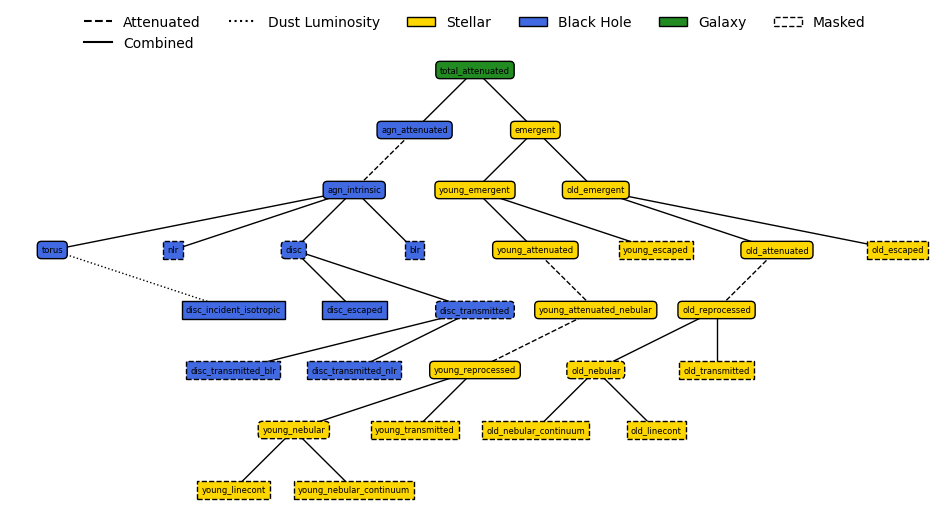 Attenuated Dust Luminosity Stellar Black Hole Galaxy Masked
Combined
total_attenuated
agn_attenuated emergent
agn_intrinsic young_emergent old_emergent
torus nlr disc blr young_attenuated young_escaped old_attenuated old_escaped
disc_incident_isotropic disc_escaped disc_transmitted young_attenuated_nebular old_reprocessed
disc_transmitted_blr disc_transmitted_nlr young_reprocessed old_nebular old_transmitted
young_nebular young_transmitted old_nebular_continuum old_linecont
young_linecont young_nebular_continuum